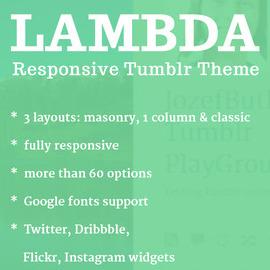 LAMBDA
Responsive Tumblr Theme
* 3 layouts: masonry, 1 column & classic
* fully responsive
* more than 60 options
* Google fonts support
* Twitter, Dribbble,
Flickr, Instagram widgets
Tumblr